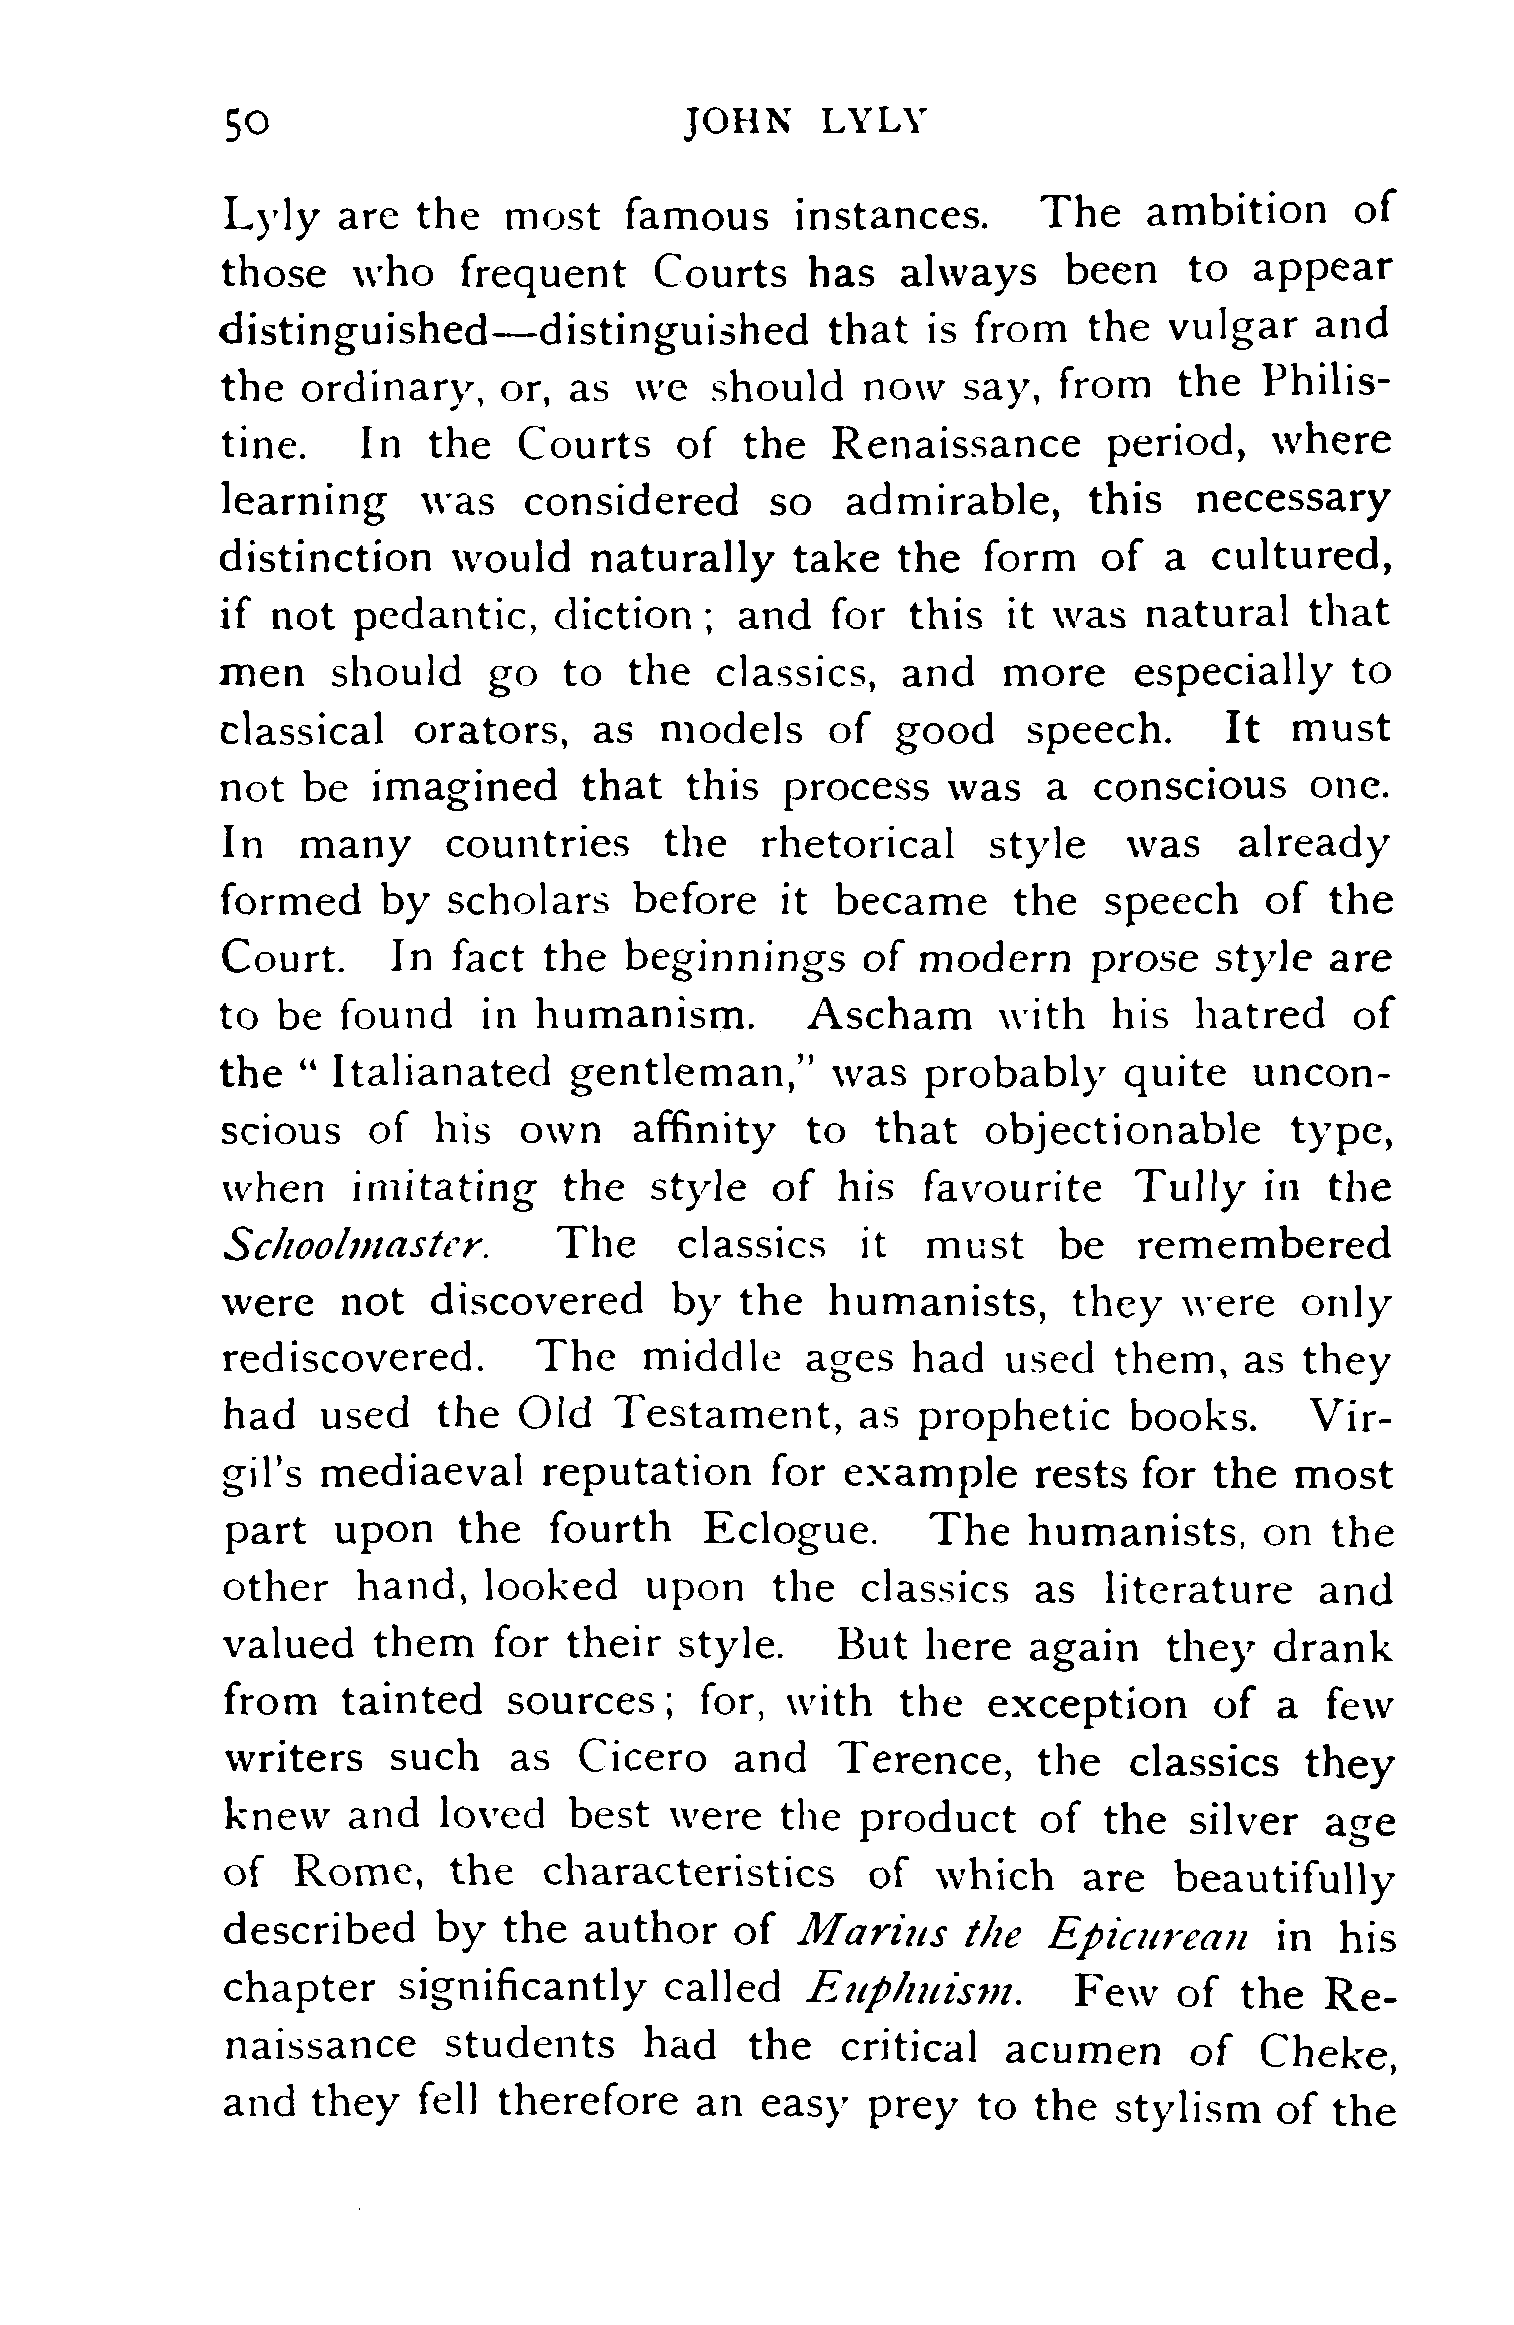 50 JOHN LYLY
Lyly are the most famous instances. The ambition of
those who frequent Courts has always been to appear
distinguished—distinguished that is from the vulgar and
the ordinary, or, as we should now say, from the Philis-
tine. In the Courts of the Renaissance period, where
learning was considered so admirable, this necessary
distinction would naturally take the form of a cultured,
if not pedantic, diction ; and for this it was natural that
men should go to the classics, and more especially to
classical orators, as models of good speech. It must
not be imagined that this process was a conscious one.
In many countries the rhetorical style was already
formed by scholars before it became the speech of the
Court. In fact the beginnings of modern prose style are
to be found in humanism. Ascham with his hatred of
the “ Italianated gentleman,” was probably quite uncon-
scious of his own affinity to that objectionable type,
when imitating the style of his favourite Tully in the
Schoolmaster. The classics it must be remembered
were not discovered by the humanists, they were only
rediscovered. The middle ages had used them, as they
had used the Old Testament, as prophetic books. Vir-
gil’s mediaeval reputation for example rests for the most
part upon the fourth Eclogue. The humanists, on the
other hand, looked upon the classics as literature and
valued them for their style. But here again they drank
from tainted sources ; for, with the exception of a few
writers such as Cicero and Terence, the classics they
knew and loved best were the product of the silver age
of Rome, the characteristics of which are beautifully
described by the author of Marius the Epicurean in his
chapter significantly called Euphuism. Few of the Re-
naissance students had the critical acumen of Cheke,
and they fell therefore an easy prey to the stylism of the